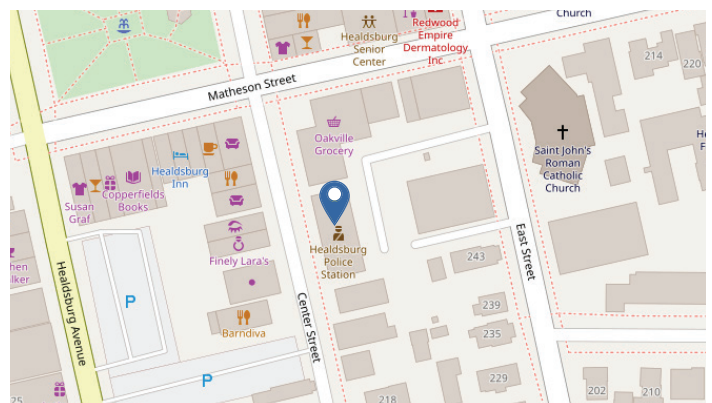 Church
Redwood
Empire
Dermatology
Inc
Healdsburg
Senior
Center
214
220
Matheson Street
Oakville
Grocery
Saint John's
Roman
Catholic
Church
Healdsburg
Inn
Copperfields
Books
Susan
Graf
Healdsburg
Police
Station
Finely Lara's
243
East Street
Healdsburg Avenue
Center Street
P
239
235
Barndiva
229
P
218
202
210
25